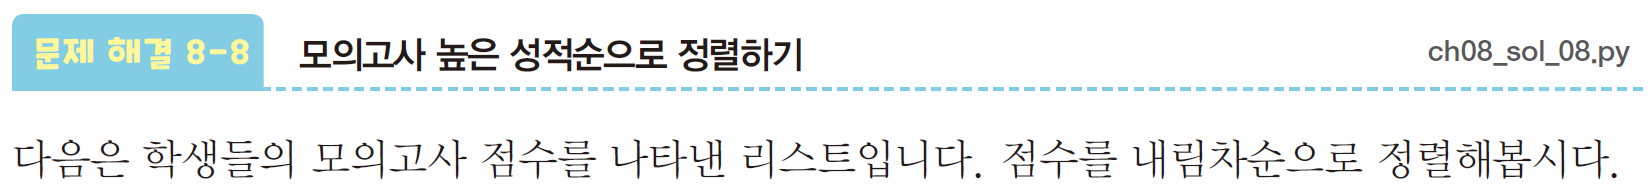 문제 해결 8-8 모의고사 높은 성적순으로 정렬하기 ch08_sol_08.py
다음은 학생들의 모의고사 점수를 나타낸 리스트입니다. 점수를 내림차순으로 정렬해봅시다.